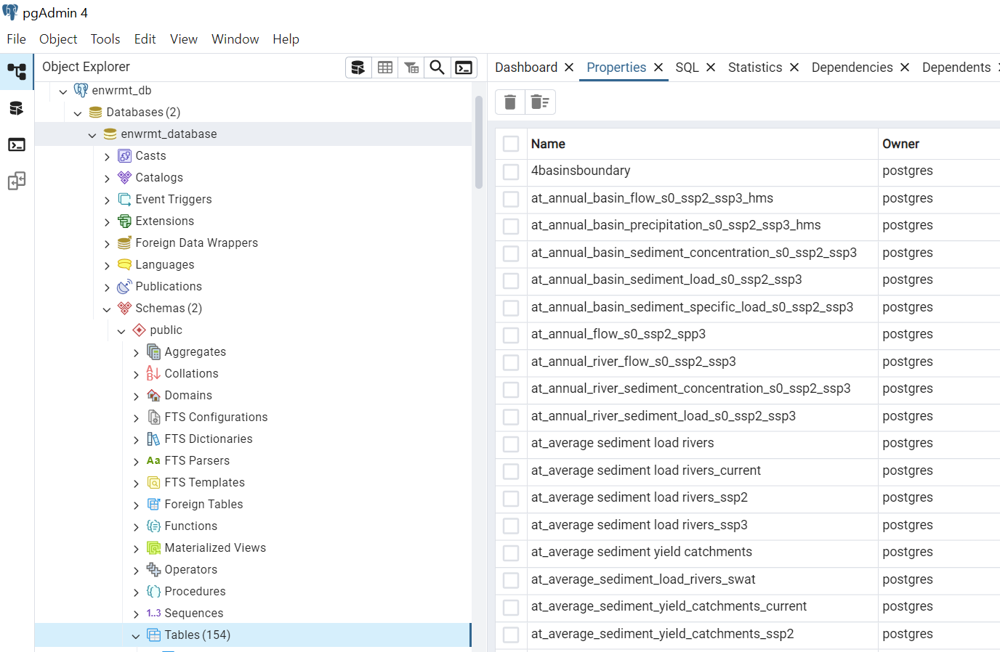 pgAdmin 4
File Object Tools Edit View Window Help
Object Explorer
enwrmt_db
Databases (2)
enwrmt_database
Casts
Catalogs
Event Triggers
Extensions
Foreign Data Wrappers
Languages
Publications
Schemas (2)
public
Aggregates
Collations
Domains
FTS Configurations
FTS Dictionaries
Aa FTS Parsers
FTS Templates
Foreign Tables
Functions
Materialized Views
Operators
Procedures
1..3 Sequences
Tables (154)
Dashboard Properties SQL Statistics Dependencies Dependents
Name Owner
4basinsboundary postgres
at_annual_basin_flow_s0_ssp2_ssp3_hms postgres
at_annual_basin_precipitation_s0_ssp2_ssp3_hms postgres
at_annual_basin_sediment_concentration_s0_ssp2_ssp3 postgres
at_annual_basin_sediment_load_s0_ssp2_ssp3 postgres
at_annual_basin_sediment_specific_load_s0_ssp2_ssp3 postgres
at_annual_flow_s0_ssp2_spp3 postgres
at_annual_river_flow_s0_ssp2_ssp3 postgres
at_annual_river_sediment_concentration_s0_ssp2_ssp3 postgres
at_annual_river_sediment_load_s0_ssp2_ssp3 postgres
at_average sediment load rivers postgres
at_average sediment load rivers_current postgres
at_average sediment load rivers_ssp2 postgres
at_average sediment load rivers_ssp3 postgres
at_average sediment yield catchments postgres
at_average_sediment_load_rivers_swat postgres
at_average_sediment_yield_catchments_current postgres
at_average_sediment_yield_catchments_ssp2 postgres